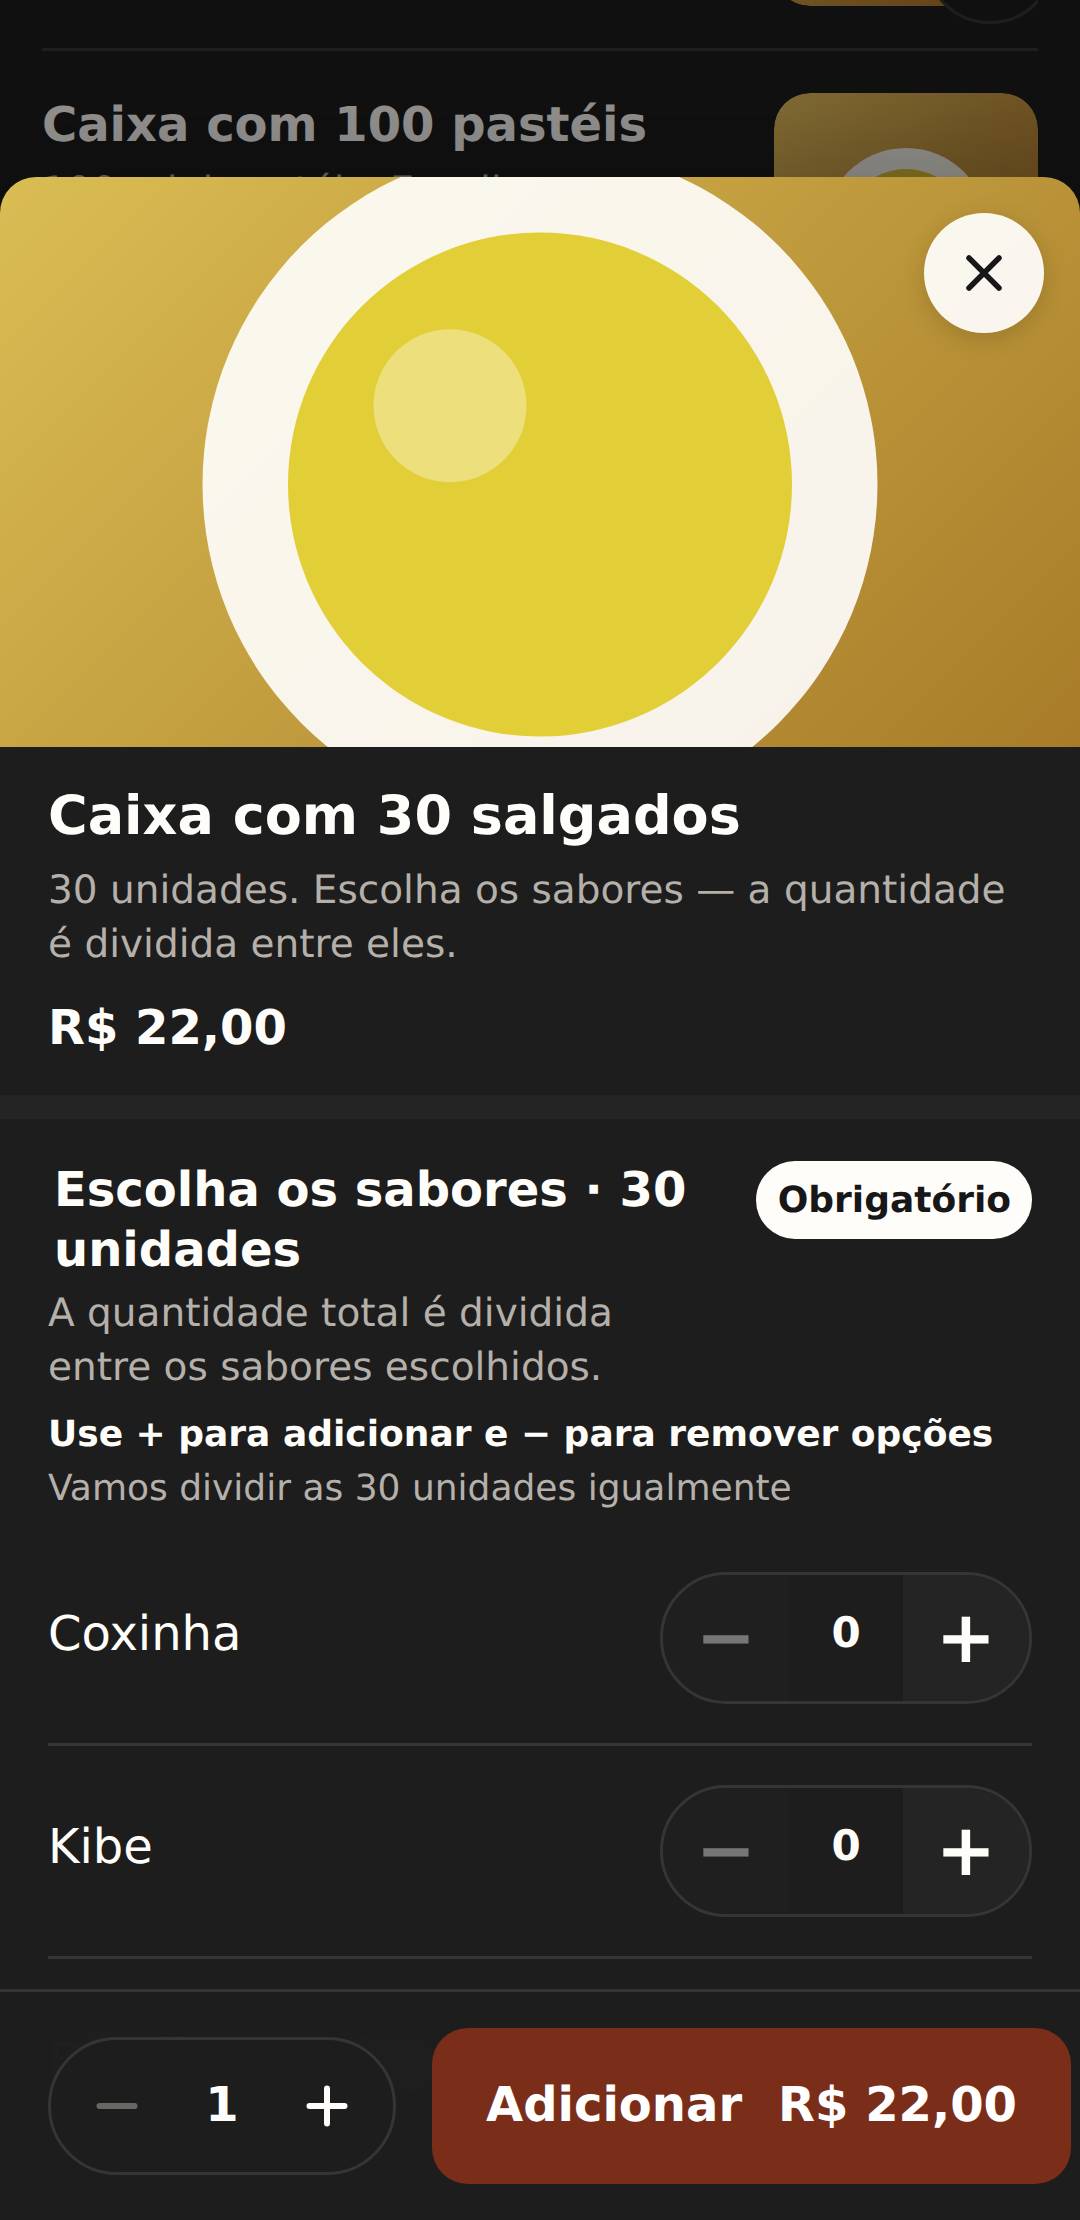 Caixa com 100 pastéis
Caixa com 30 salgados
30 unidades. Escolha os sabores — a quantidade
é dividida entre eles.
R$ 22,00
Escolha os sabores · 30
unidades
Obrigatório
A quantidade total é dividida
entre os sabores escolhidos.
Use + para adicionar e − para remover opções
Vamos dividir as 30 unidades igualmente
Coxinha
− 0 +
Kibe
− 0 +
− 1 +
Adicionar R$ 22,00